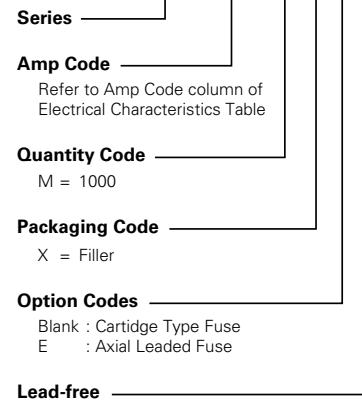 Series
Amp Code
Refer to Amp Code column of
Electrical Characteristics Table
Quantity Code
M = 1000
Packaging Code
X = Filler
Option Codes
Blank : Cartidge Type Fuse
E : Axial Leaded Fuse
Lead-free